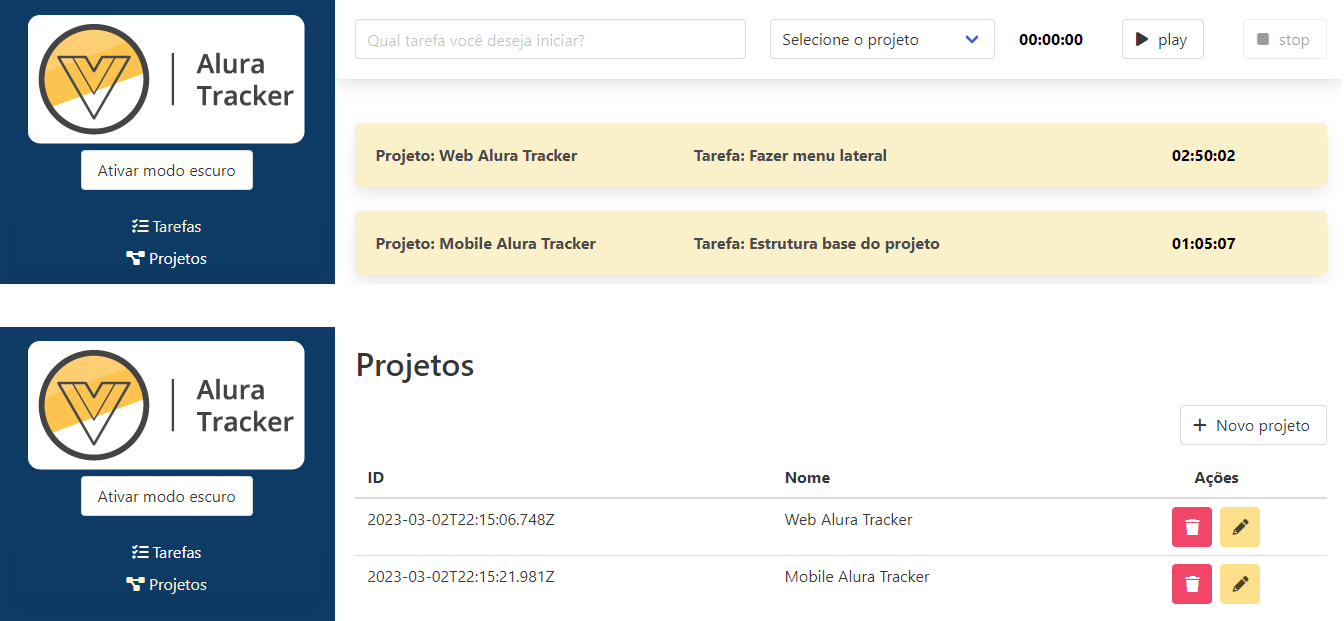 Alura
Tracker
Ativar modo escuro
Tarefas
Projetos
Qual tarefa você deseja iniciar?
Selecione o projeto
00:00:00
play
stop
Projeto: Web Alura Tracker
Tarefa: Fazer menu lateral
02:50:02
Projeto: Mobile Alura Tracker
Tarefa: Estrutura base do projeto
01:05:07
Alura
Tracker
Ativar modo escuro
Tarefas
Projetos
Projetos
+ Novo projeto
ID Nome Ações
2023-03-02T22:15:06.748Z Web Alura Tracker
2023-03-02T22:15:21.981Z Mobile Alura Tracker